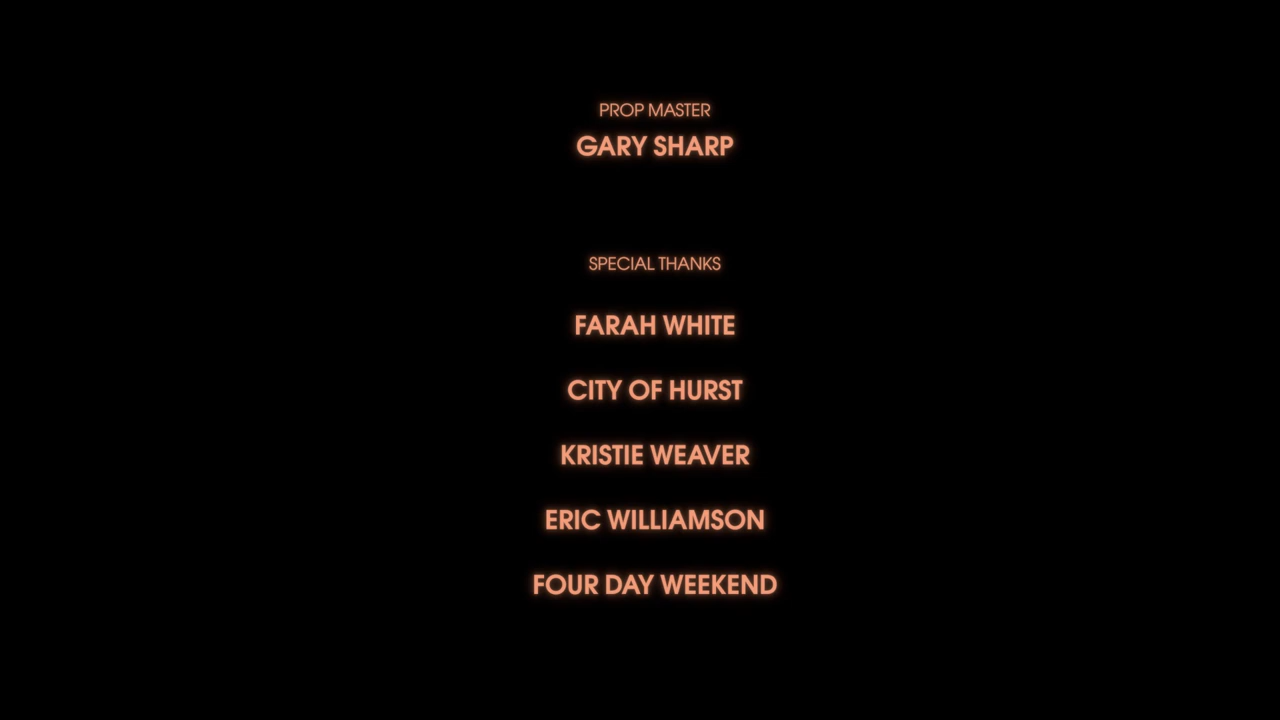 PROP MASTER
GARY SHARP
SPECIAL THANKS
FARAH WHITE
CITY OF HURST
KRISTIE WEAVER
ERIC WILLIAMSON
FOUR DAY WEEKEND